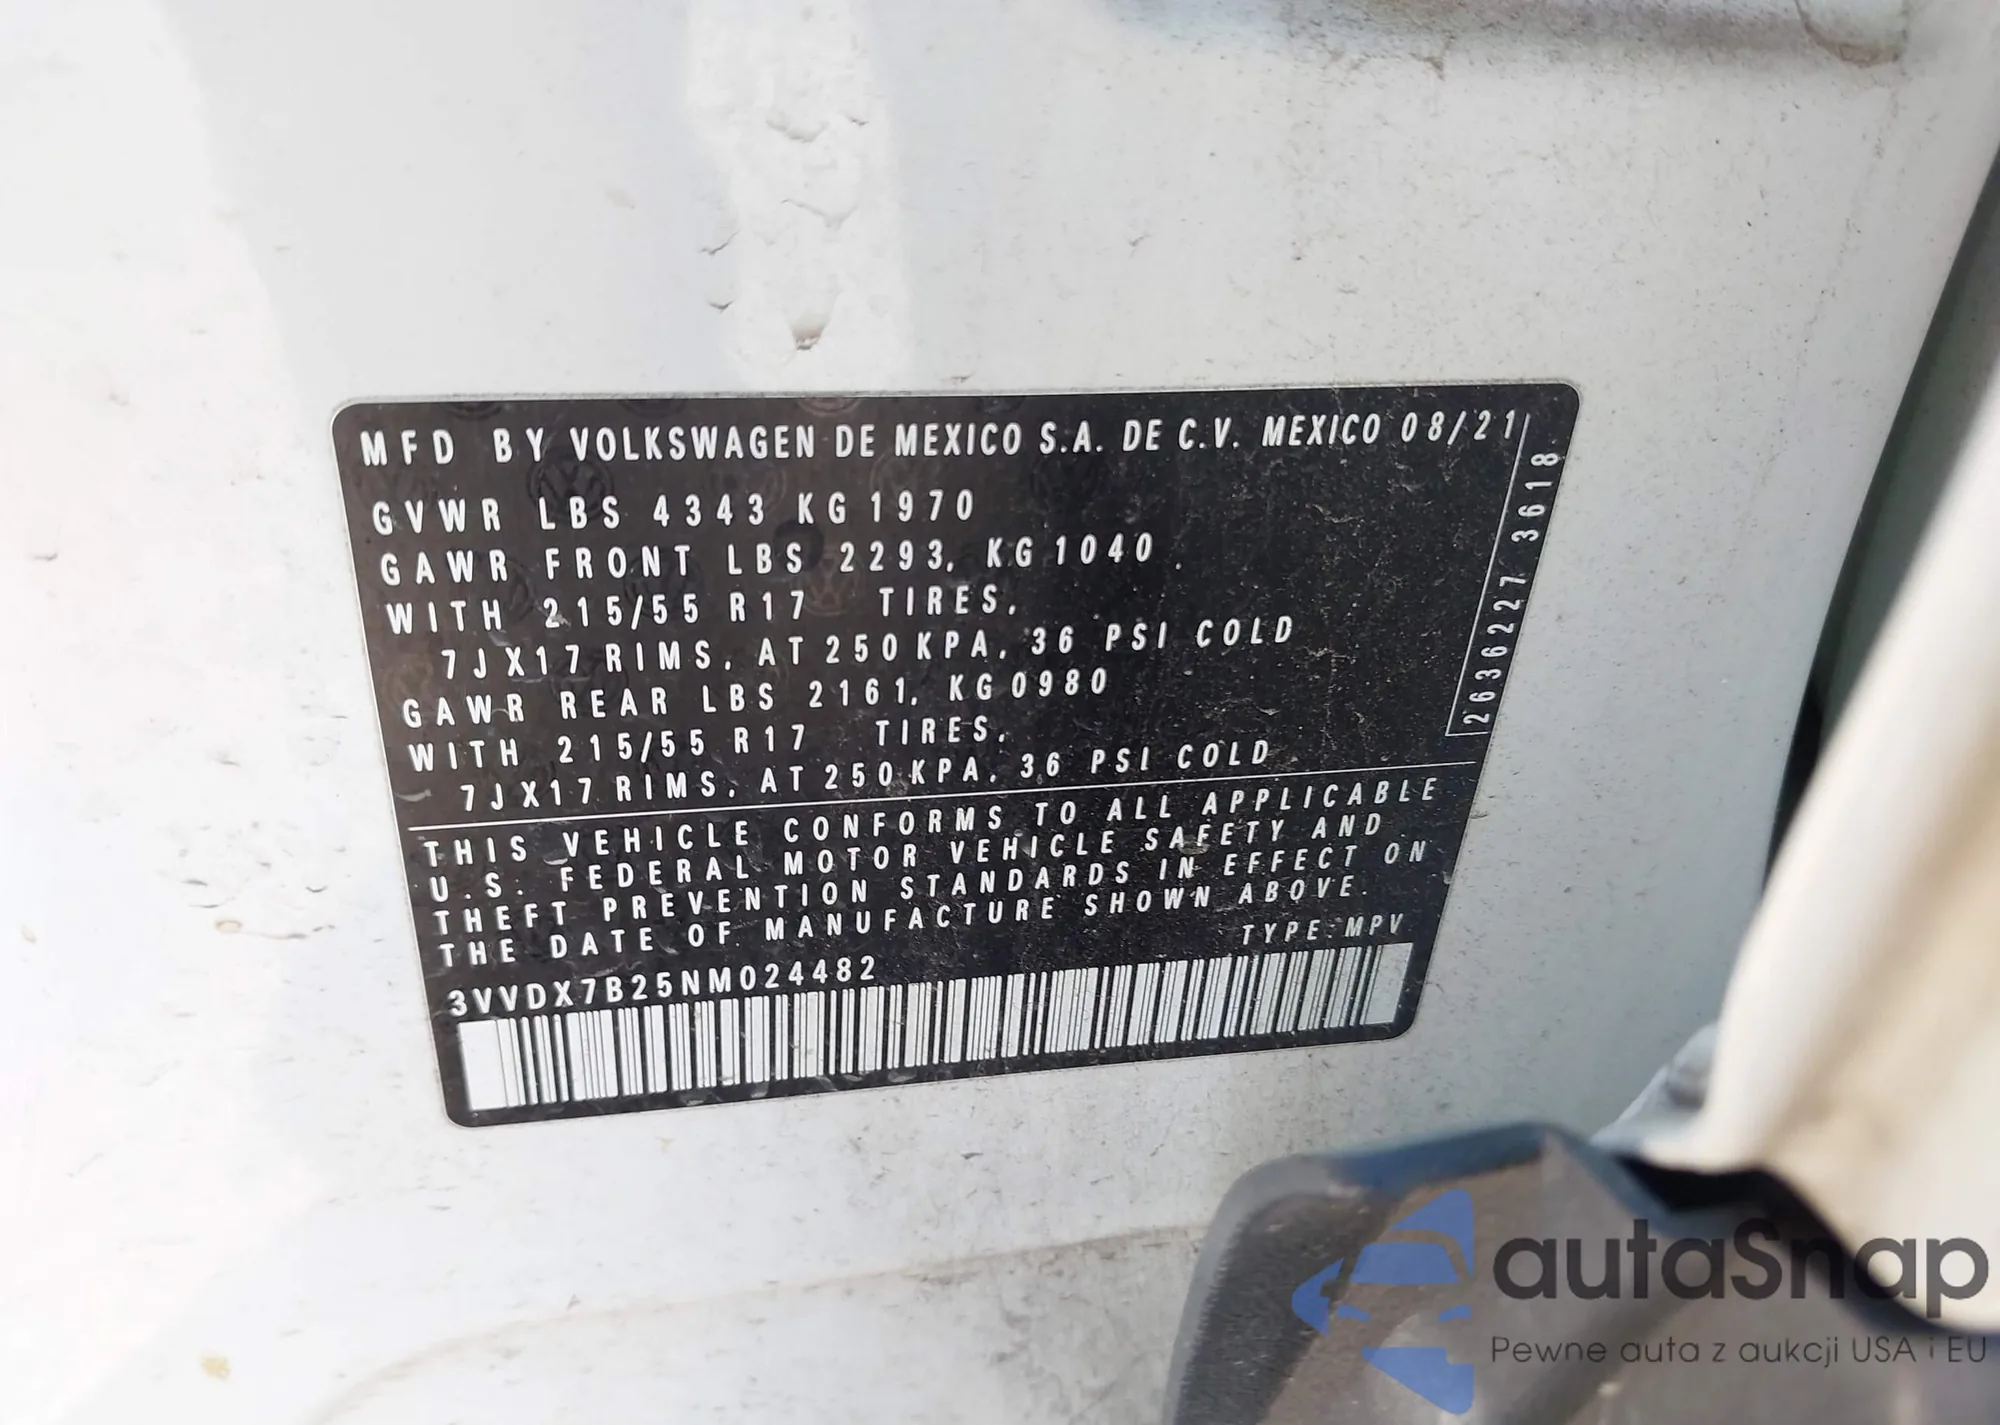 MFD BY VOLKSWAGEN DE MEXICO S.A. DE C.V. MEXICO 08/21
GVWR LBS 4343 KG 1970
GAWR FRONT LBS 2293, KG 1040 .
WITH 215/55 R17 TIRES,
7J X17 RIMS, AT 250 KPA, 36 PSI COLD
GAWR REAR LBS 2161, KG 0980
WITH 215/55 R17 TIRES,
7J X17 RIMS, AT 250 KPA, 36 PSI COLD
2636227 3618
THIS VEHICLE CONFORMS TO ALL APPLICABLE
U.S. FEDERAL MOTOR VEHICLE SAFETY AND
THEFT PREVENTION STANDARDS IN EFFECT ON
THE DATE OF MANUFACTURE SHOWN ABOVE.
TYPE: MPV
3VVDX7B25NM024482
autaSnap
Pewne auta z aukcji USA i EU